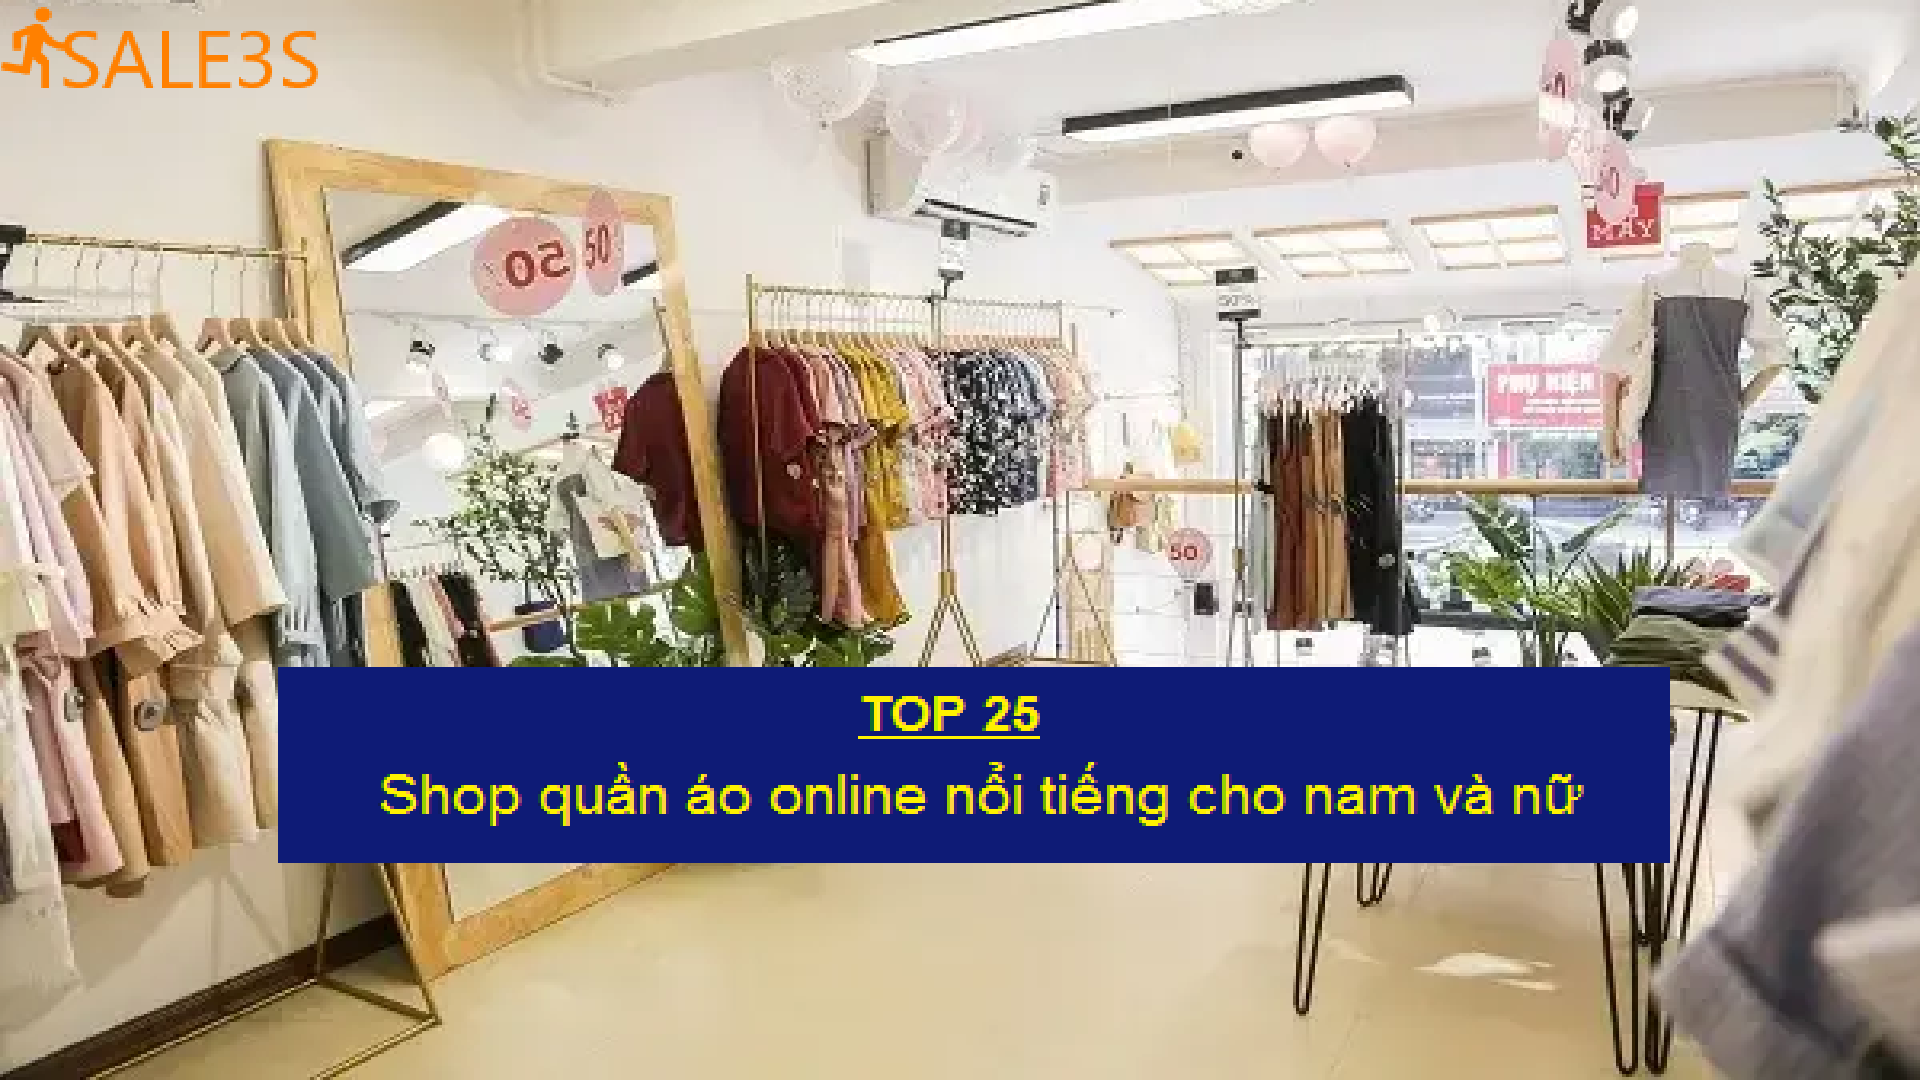 SALE3S
50
50
50
MAY
PHỤ KIỆN
50
TOP 25
Shop quần áo online nổi tiếng cho nam và nữ